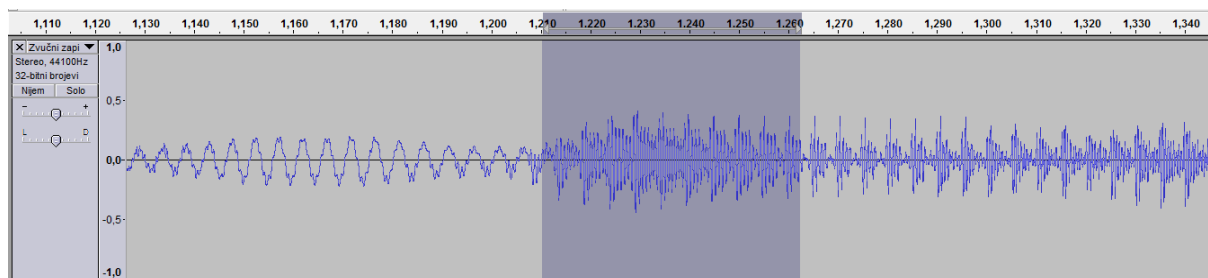 1,110 1,120 1,130 1,140 1,150 1,160 1,170 1,180 1,190 1,200 1,210 1,220 1,230 1,240 1,250 1,260 1,270 1,280 1,290 1,300 1,310 1,320 1,330 1,340
× Zvučni zapi ▼
Stereo, 44100Hz
32-bitni brojevi
Nijem Solo
- +
L D
1,0
0,5-
0,0-
-0,5-
-1,0